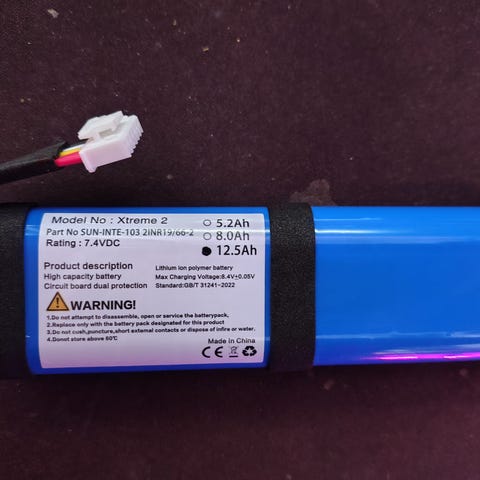 Model No : Xtreme 2
5.2Ah
Part No SUN-INTE-103 2INR19/66-2
8.0Ah
Rating : 7.4VDC
12.5Ah
Product description
High capacity battery
Circuit board dual protection
Lithium ion polymer battery
Max Charging Voltage:8.4V±0.05V
Standard:GB/T 31241-2022
WARNING!
1.Do not attempt to disassemble, open or service the batterypack,
2.Replace only with the battery pack designated for this product
3.Do not cush,puncture,short external contacts or dispose of infire or water.
4.Donot sture above 60℃
Made in China
CE